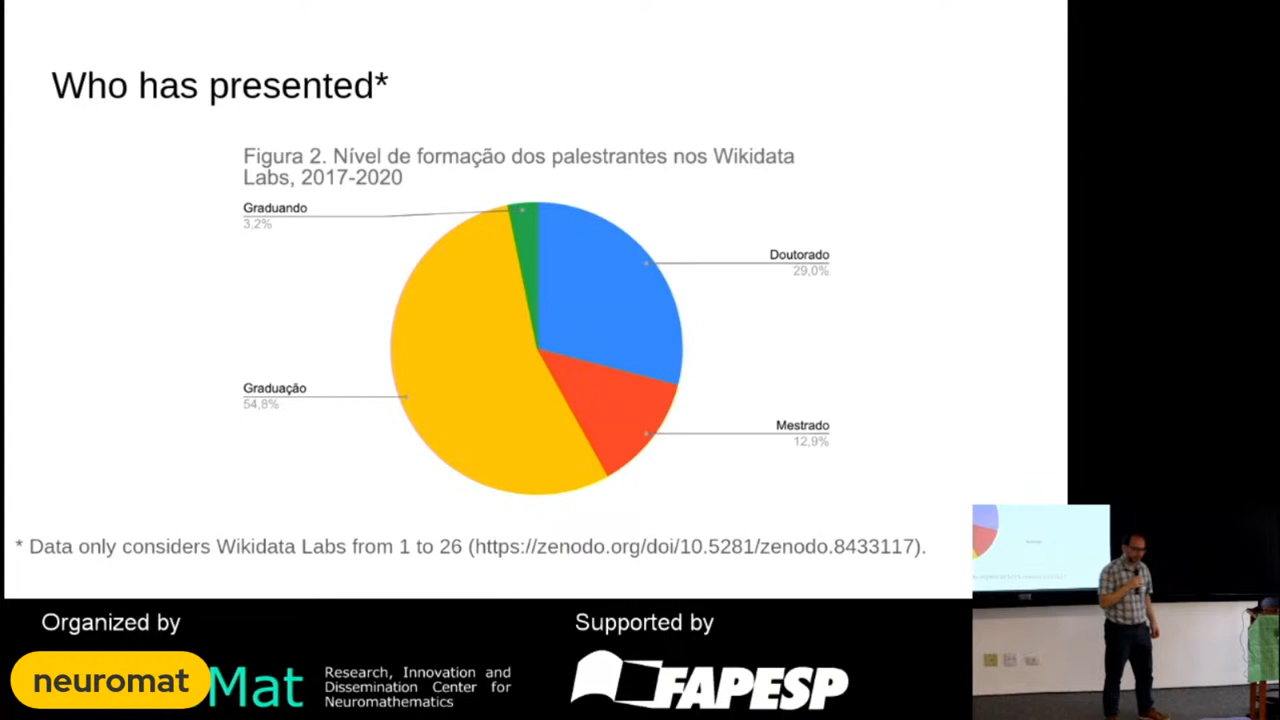 Who has presented*
Figura 2. Nível de formação dos palestrantes nos Wikidata
Labs, 2017-2020
Graduando
3,2%
Doutorado
29,0%
Graduação
54,8%
Mestrado
12,9%
* Data only considers Wikidata Labs from 1 to 26 (https://zenodo.org/doi/10.5281/zenodo.8433117).
Organized by
Supported by
neuromat
Mat
Research, Innovation and
Dissemination Center for
Neuromathematics
FAPESP